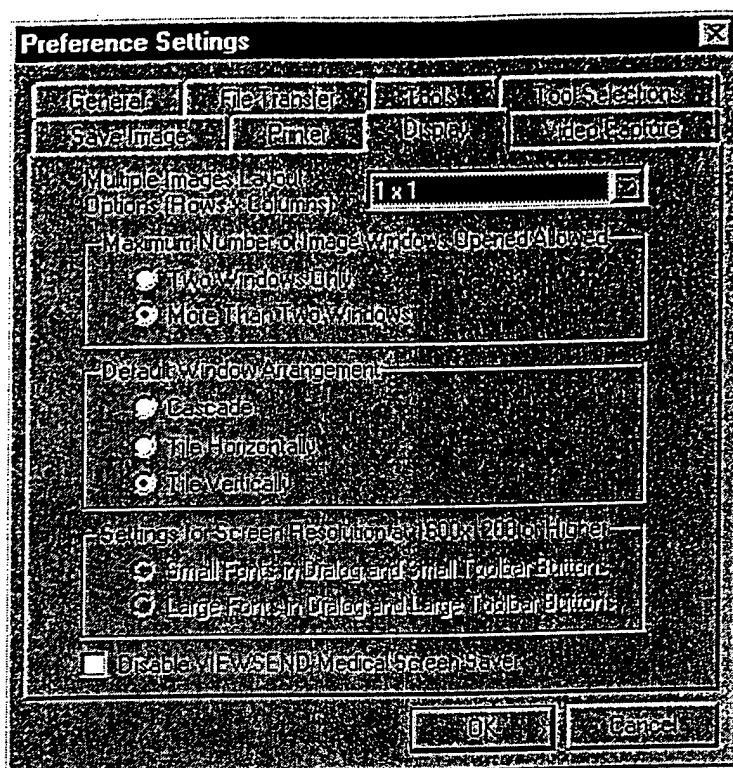 Preference Settings
General File Transfer Tools Tool Selections
Save Image Printer Display Video Capture
Multiple Images Layout
Options (Rows x Columns)
1 x 1
Maximum Number of Image Windows Opened Allowed
Two Windows Only
More Than Two Windows
Default Window Arrangement
Cascade
Tile Horizontally
Tile Vertically
Settings for Screen Resolution at 1600x1200 or Higher
Small Fonts in Dialog and Small Toolbar Buttons
Large Fonts in Dialog and Large Toolbar Buttons
Disable VIEWSEND Medical Screen Saver
OK Cancel